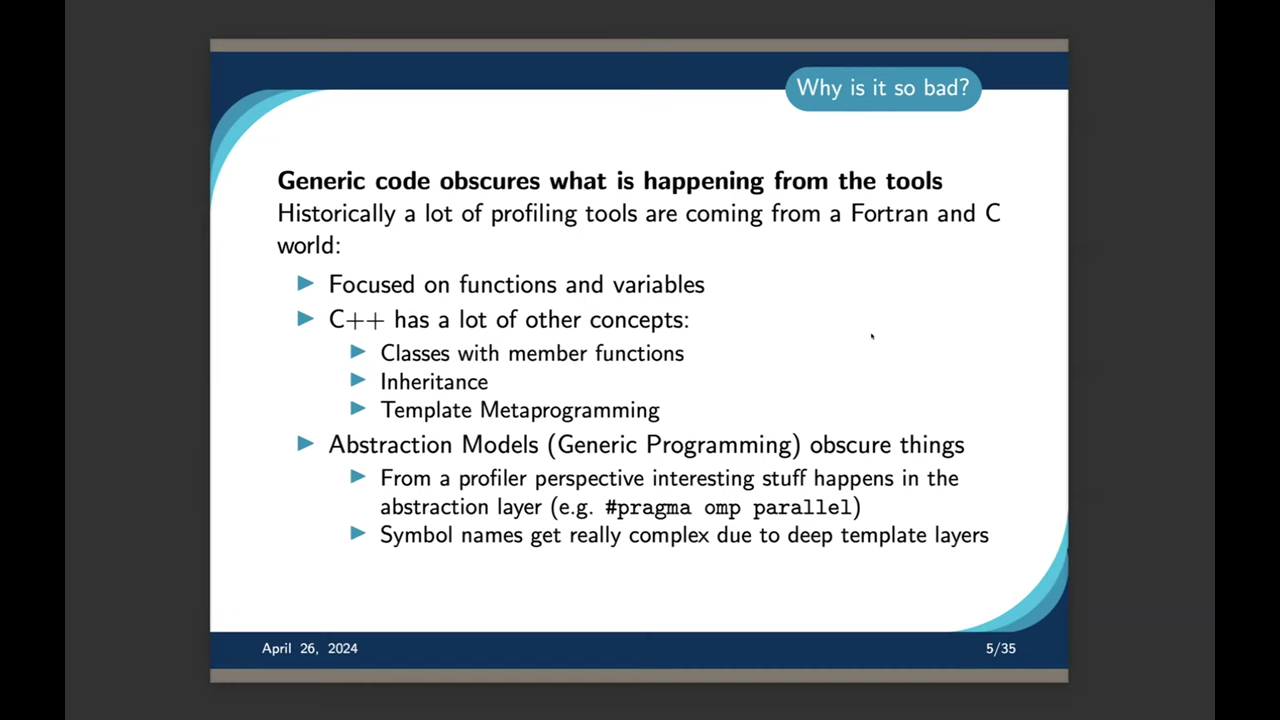 Why is it so bad?
Generic code obscures what is happening from the tools
Historically a lot of profiling tools are coming from a Fortran and C
world:
Focused on functions and variables
C++ has a lot of other concepts:
Classes with member functions
Inheritance
Template Metaprogramming
Abstraction Models (Generic Programming) obscure things
From a profiler perspective interesting stuff happens in the
abstraction layer (e.g. #pragma omp parallel)
Symbol names get really complex due to deep template layers
April 26, 2024
5/35